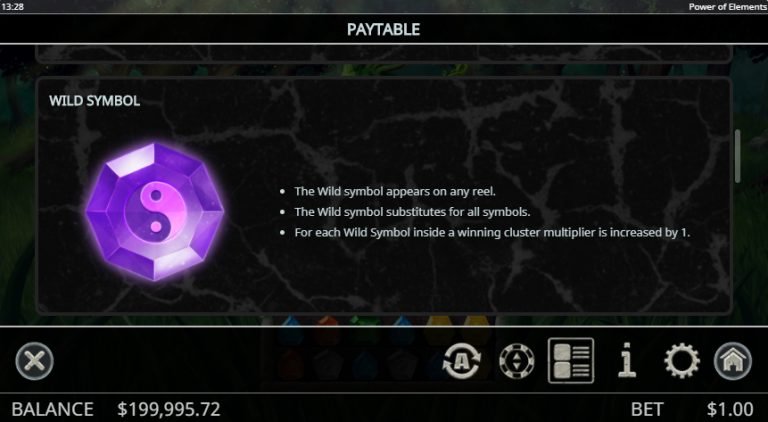 13:28 Power of Elements
PAYTABLE
WILD SYMBOL
• The Wild symbol appears on any reel.
• The Wild symbol substitutes for all symbols.
• For each Wild Symbol inside a winning cluster multiplier is increased by 1.
A
BALANCE $199,995.72 BET $1.00